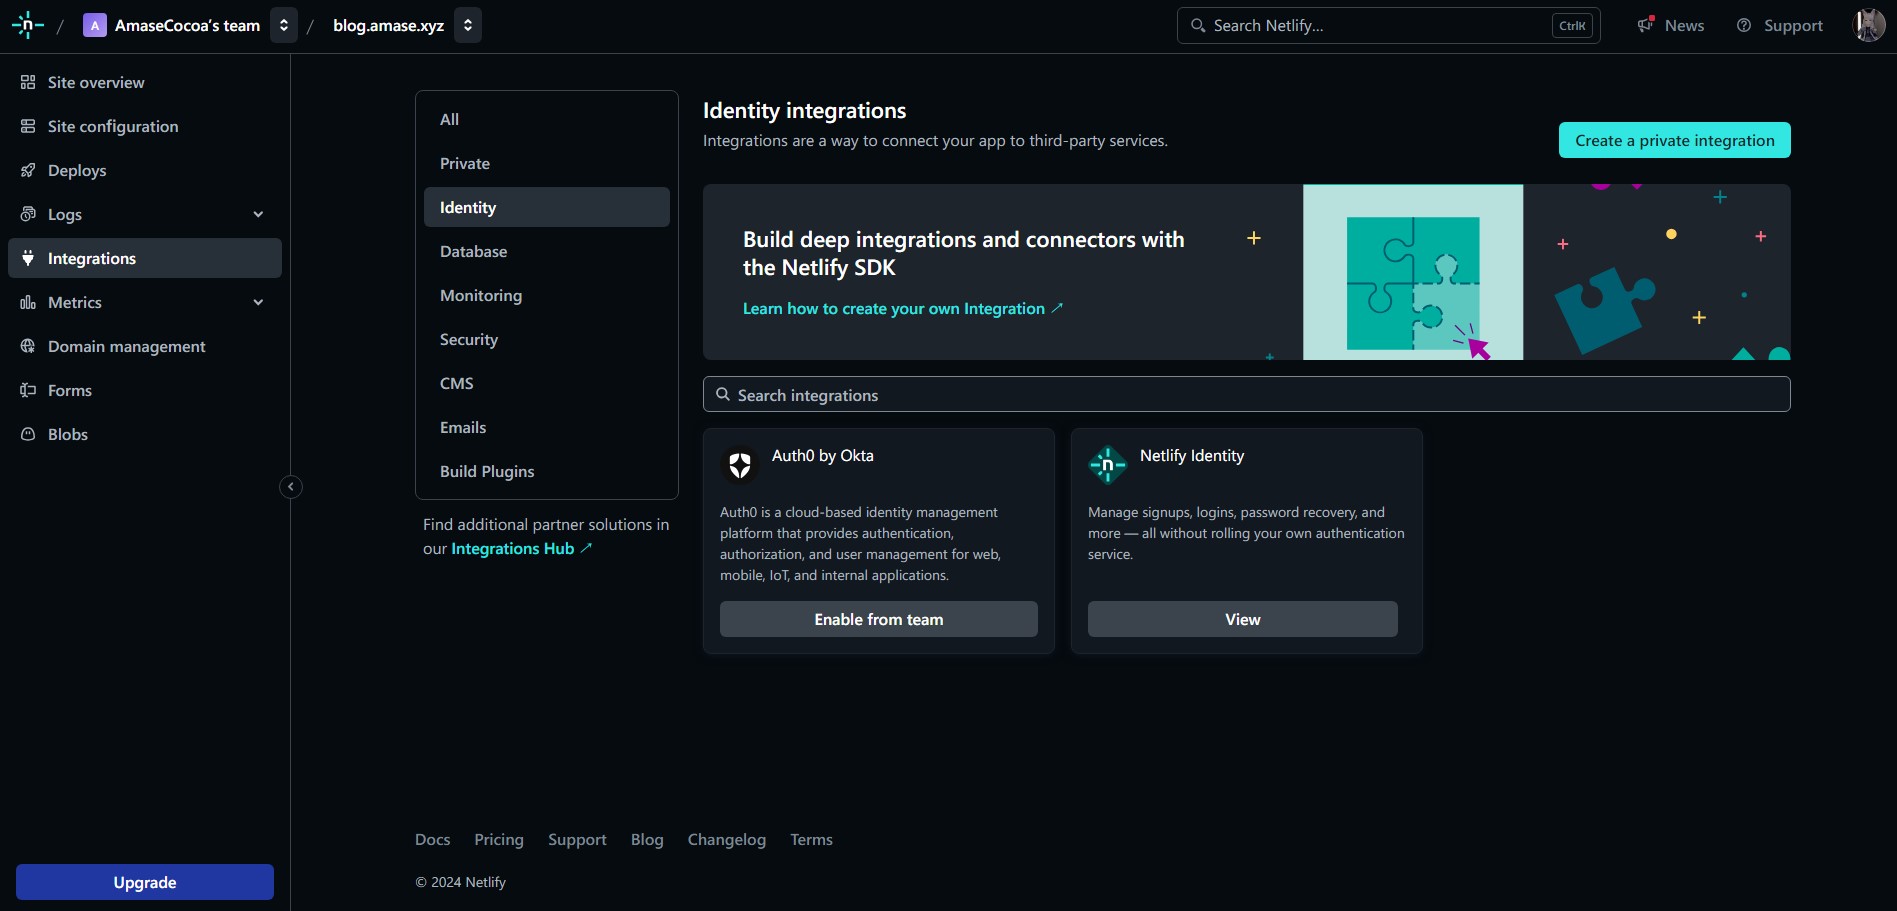 n / A AmaseCocoa's team / blog.amase.xyz
Search Netlify... CtrlK News Support
Site overview
Site configuration
Deploys
Logs
Integrations
Metrics
Domain management
Forms
Blobs
Upgrade
All
Private
Identity
Database
Monitoring
Security
CMS
Emails
Build Plugins
Find additional partner solutions in
our Integrations Hub ↗
Identity integrations
Integrations are a way to connect your app to third-party services.
Create a private integration
Build deep integrations and connectors with
the Netlify SDK
Learn how to create your own Integration ↗
Search integrations
Auth0 by Okta
Auth0 is a cloud-based identity management
platform that provides authentication,
authorization, and user management for web,
mobile, IoT, and internal applications.
Enable from team
n
Netlify Identity
Manage signups, logins, password recovery, and
more — all without rolling your own authentication
service.
View
Docs Pricing Support Blog Changelog Terms
© 2024 Netlify